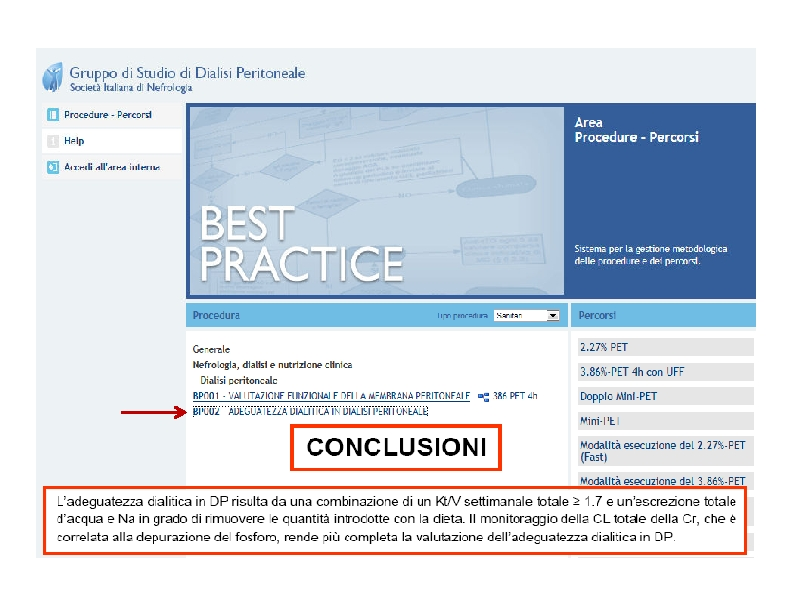 Gruppo di Studio di Dialisi Peritoneale
Società Italiana di Nefrologia
Procedure - Percorsi
Help
Accedi all'area interna
BEST
PRACTICE
Area
Procedure - Percorsi
Sistema per la gestione metodologica
delle procedure e dei percorsi.
Procedura
Tipo procedura Sanitari
Generale
Nefrologia, dialisi e nutrizione clinica
Dialisi peritoneale
BP001 - VALUTAZIONE FUNZIONALE DELLA MEMBRANA PERITONEALE 386 PET 4h
BP002 - ADEGUATEZZA DIALITICA IN DIALISI PERITONEALE
Percorsi
2.27% PET
3.86%-PET 4h con UFF
Doppio Mini-PET
Mini-PET
Modalità esecuzione del 2.27%-PET
(Fast)
Modalità esecuzione del 3.86%-PET
CONCLUSIONI
L'adeguatezza dialitica in DP risulta da una combinazione di un Kt/V settimanale totale ≥ 1.7 e un'escrezione totale
d'acqua e Na in grado di rimuovere le quantità introdotte con la dieta. Il monitoraggio della CL totale della Cr, che è
correlata alla depurazione del fosforo, rende più completa la valutazione dell'adeguatezza dialitica in DP.